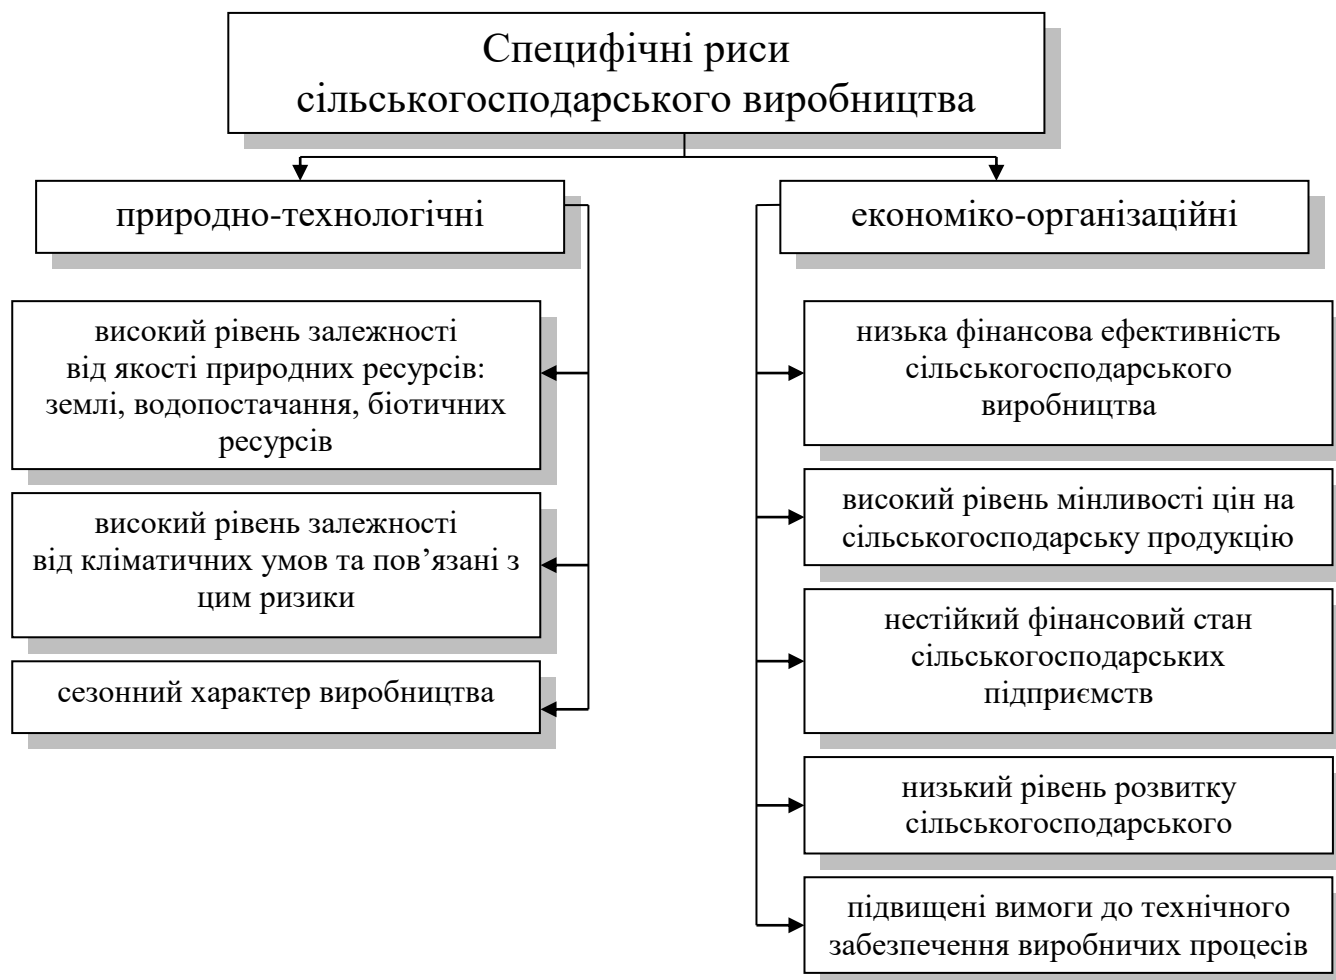 Специфічні риси
сільськогосподарського виробництва
природно-технологічні
високий рівень залежності
від якості природних ресурсів:
землі, водопостачання, біотичних
ресурсів
високий рівень залежності
від кліматичних умов та пов’язані з
цим ризики
сезонний характер виробництва
економіко-організаційні
низька фінансова ефективність
сільськогосподарського
виробництва
високий рівень мінливості цін на
сільськогосподарську продукцію
нестійкий фінансовий стан
сільськогосподарських
підприємств
низький рівень розвитку
сільськогосподарського
підвищені вимоги до технічного
забезпечення виробничих процесів